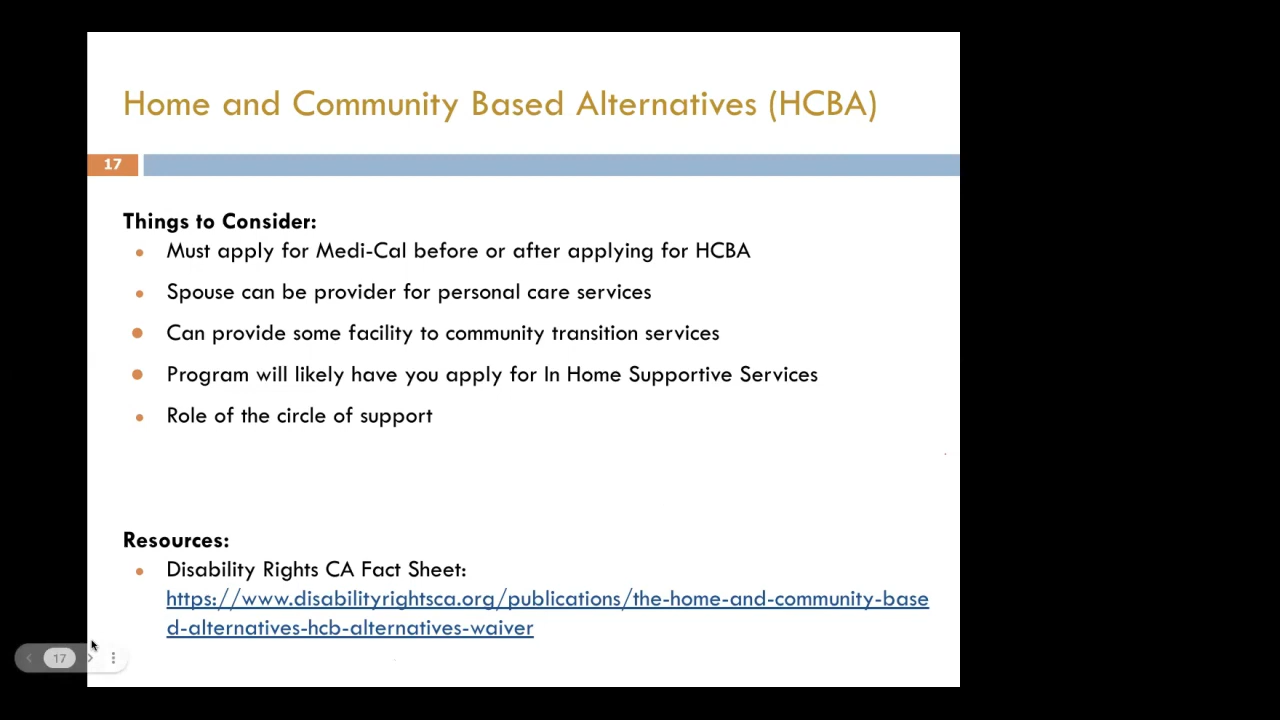 Home and Community Based Alternatives (HCBA)
17
Things to Consider:
Must apply for Medi-Cal before or after applying for HCBA
Spouse can be provider for personal care services
Can provide some facility to community transition services
Program will likely have you apply for In Home Supportive Services
Role of the circle of support
Resources:
Disability Rights CA Fact Sheet:
https://www.disabilityrightsca.org/publications/the-home-and-community-base
d-alternatives-hcb-alternatives-waiver
17